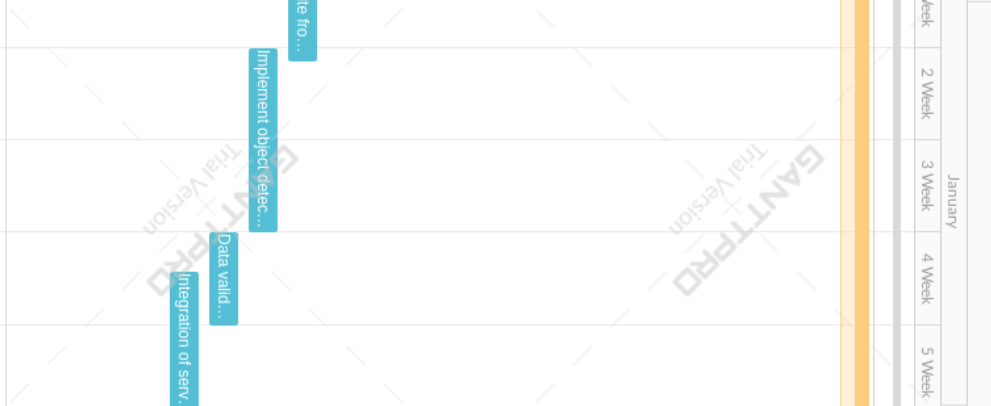 January
Week
2 Week
3 Week
4 Week
5 Week
te fro...
Implement object detec...
Data valid...
Integration of serv.
GANTTPRO
Trial Version
GANTTPRO
Trial Version